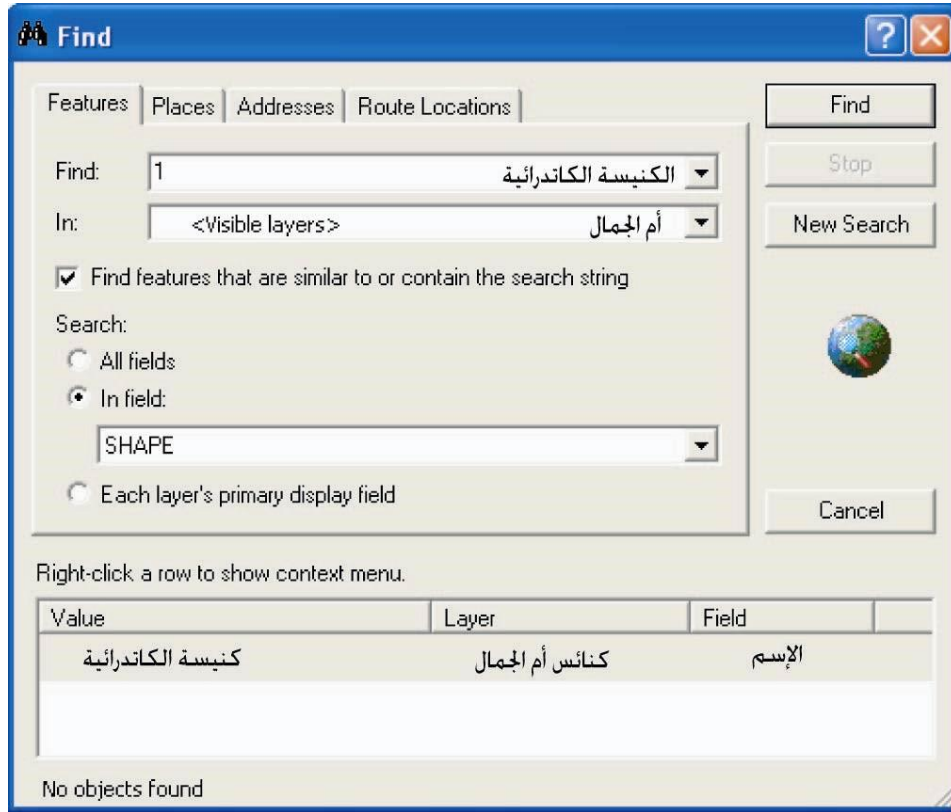 Find
Features Places Addresses Route Locations
Find
Find: 1 الكنيسة الكاتدرائية
Stop
In: <Visible layers> أم الجمال
New Search
Find features that are similar to or contain the search string
Search:
All fields
In field:
SHAPE
Each layer's primary display field
Cancel
Right-click a row to show context menu.
Value Layer Field
كنيسة الكاتدرائية كنائس أم الجمال الإسم
No objects found